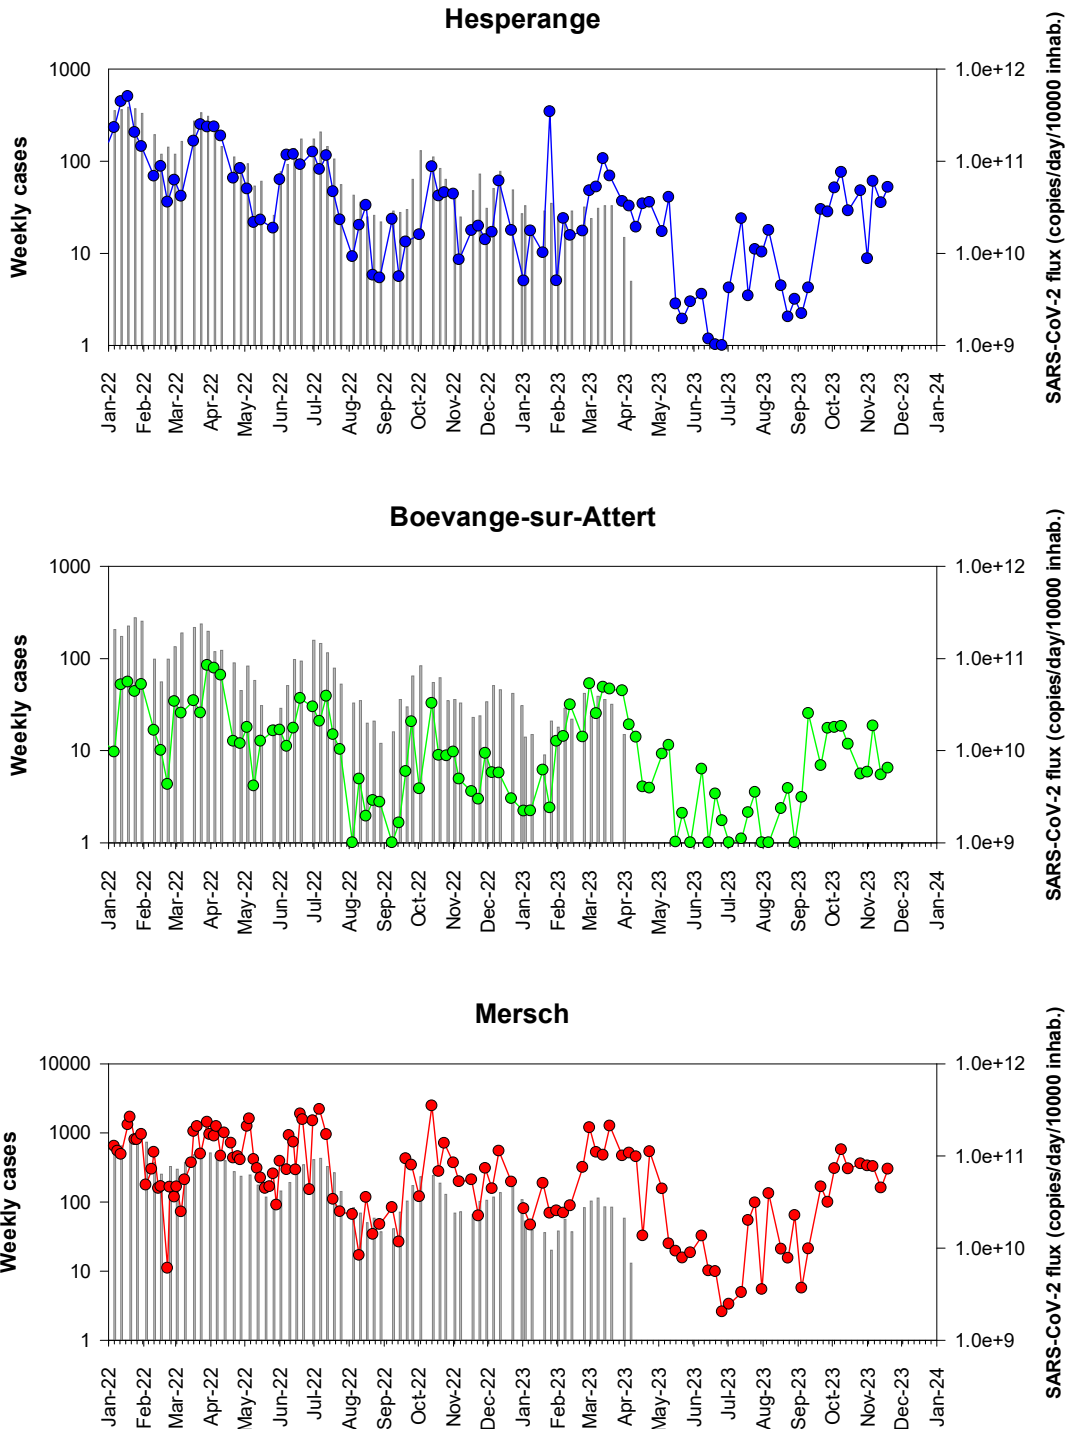 Hesperange
Weekly cases
1000
100
10
1
1.0e+12
1.0e+11
1.0e+10
1.0e+9
SARS-CoV-2 flux (copies/day/10000 inhab.)
Jan-22
Feb-22
Mar-22
Apr-22
May-22
Jun-22
Jul-22
Aug-22
Sep-22
Oct-22
Nov-22
Dec-22
Jan-23
Feb-23
Mar-23
Apr-23
May-23
Jun-23
Jul-23
Aug-23
Sep-23
Oct-23
Nov-23
Dec-23
Jan-24
Boevange-sur-Attert
Weekly cases
1000
100
10
1
1.0e+12
1.0e+11
1.0e+10
1.0e+9
SARS-CoV-2 flux (copies/day/10000 inhab.)
Jan-22
Feb-22
Mar-22
Apr-22
May-22
Jun-22
Jul-22
Aug-22
Sep-22
Oct-22
Nov-22
Dec-22
Jan-23
Feb-23
Mar-23
Apr-23
May-23
Jun-23
Jul-23
Aug-23
Sep-23
Oct-23
Nov-23
Dec-23
Jan-24
Mersch
Weekly cases
10000
1000
100
10
1
1.0e+12
1.0e+11
1.0e+10
1.0e+9
SARS-CoV-2 flux (copies/day/10000 inhab.)
Jan-22
Feb-22
Mar-22
Apr-22
May-22
Jun-22
Jul-22
Aug-22
Sep-22
Oct-22
Nov-22
Dec-22
Jan-23
Feb-23
Mar-23
Apr-23
May-23
Jun-23
Jul-23
Aug-23
Sep-23
Oct-23
Nov-23
Dec-23
Jan-24